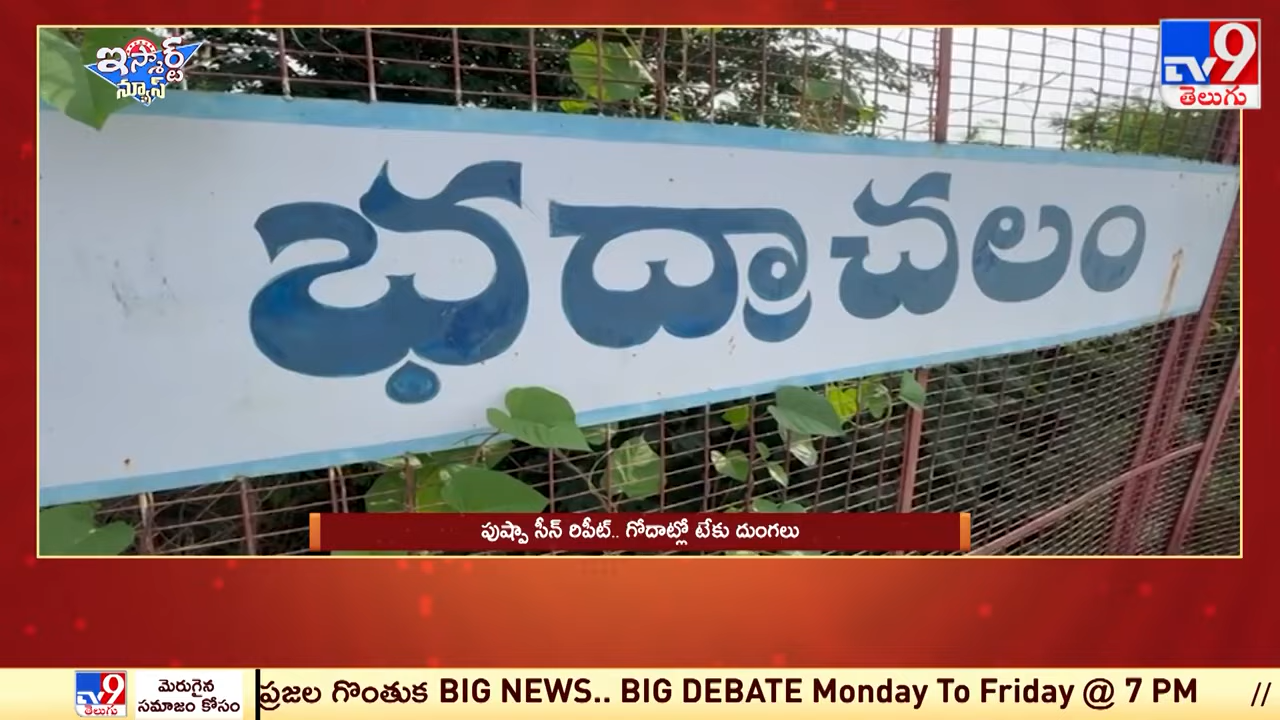 ఇస్మార్ట్
న్యూస్
TV9
తెలుగు
భద్రాచలం
పుష్పా సీన్ రిపీట్.. గోదాట్లో టేకు దుంగలు
TV9
తెలుగు
మెరుగైన
సమాజం కోసం
ప్రజల గొంతుక BIG NEWS.. BIG DEBATE Monday To Friday @ 7 PM //